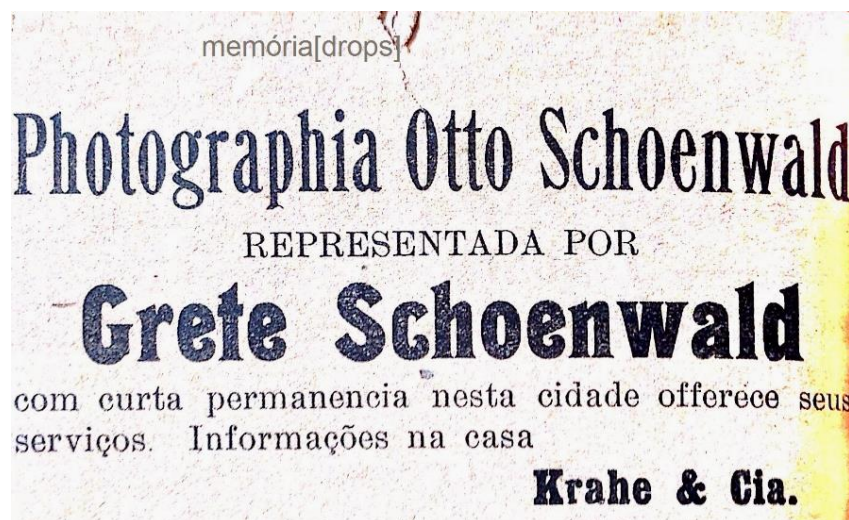 memória[drops]
Photographia Otto Schoenwald
REPRESENTADA POR
Grete Schoenwald
com curta permanencia nesta cidade offerece seus
serviços. Informações na casa
Krahe & Cia.